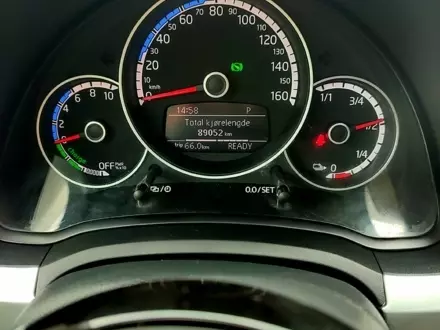 60 70 80 90 100
50 110
40 120
30 130
20 140
10 150
0 km/h 160
8 10
6
4
2
0
charge
OFF
14:58 P
Total kjørelengde
89052 km
trip 66.0 km READY
1/1 3/4
1/2
1/4
0
0.0/SET